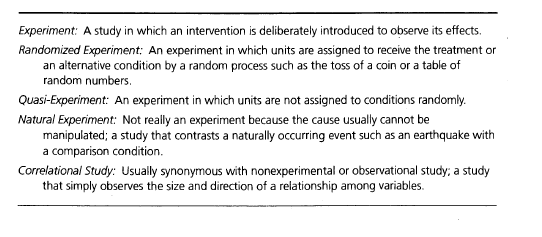 Experiment: A study in which an intervention is deliberately introduced to observe its effects.
Randomized Experiment: An experiment in which units are assigned to receive the treatment or
an alternative condition by a random process such as the toss of a coin or a table of
random numbers.
Quasi-Experiment: An experiment in which units are not assigned to conditions randomly.
Natural Experiment: Not really an experiment because the cause usually cannot be
manipulated; a study that contrasts a naturally occurring event such as an earthquake with
a comparison condition.
Correlational Study: Usually synonymous with nonexperimental or observational study; a study
that simply observes the size and direction of a relationship among variables.